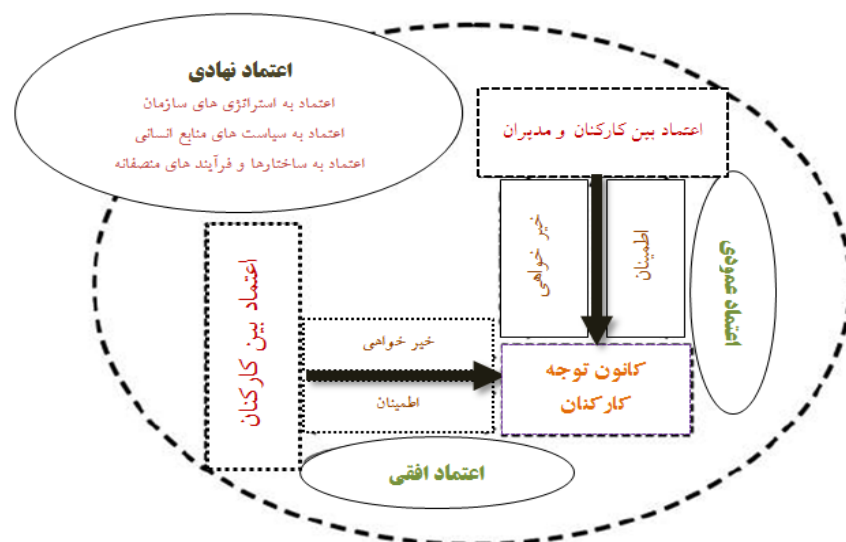 اعتماد نهادی
اعتماد به استراتژی های سازمان
اعتماد به سیاست های منابع انسانی
اعتماد به ساختارها و فرآیند های منصفانه
اعتماد بین کارکنان و مدیران
خیر خواهی
اطمینان
اعتماد عمودی
اعتماد بین کارکنان
خیر خواهی
اطمینان
کانون توجه
کارکنان
اعتماد افقی